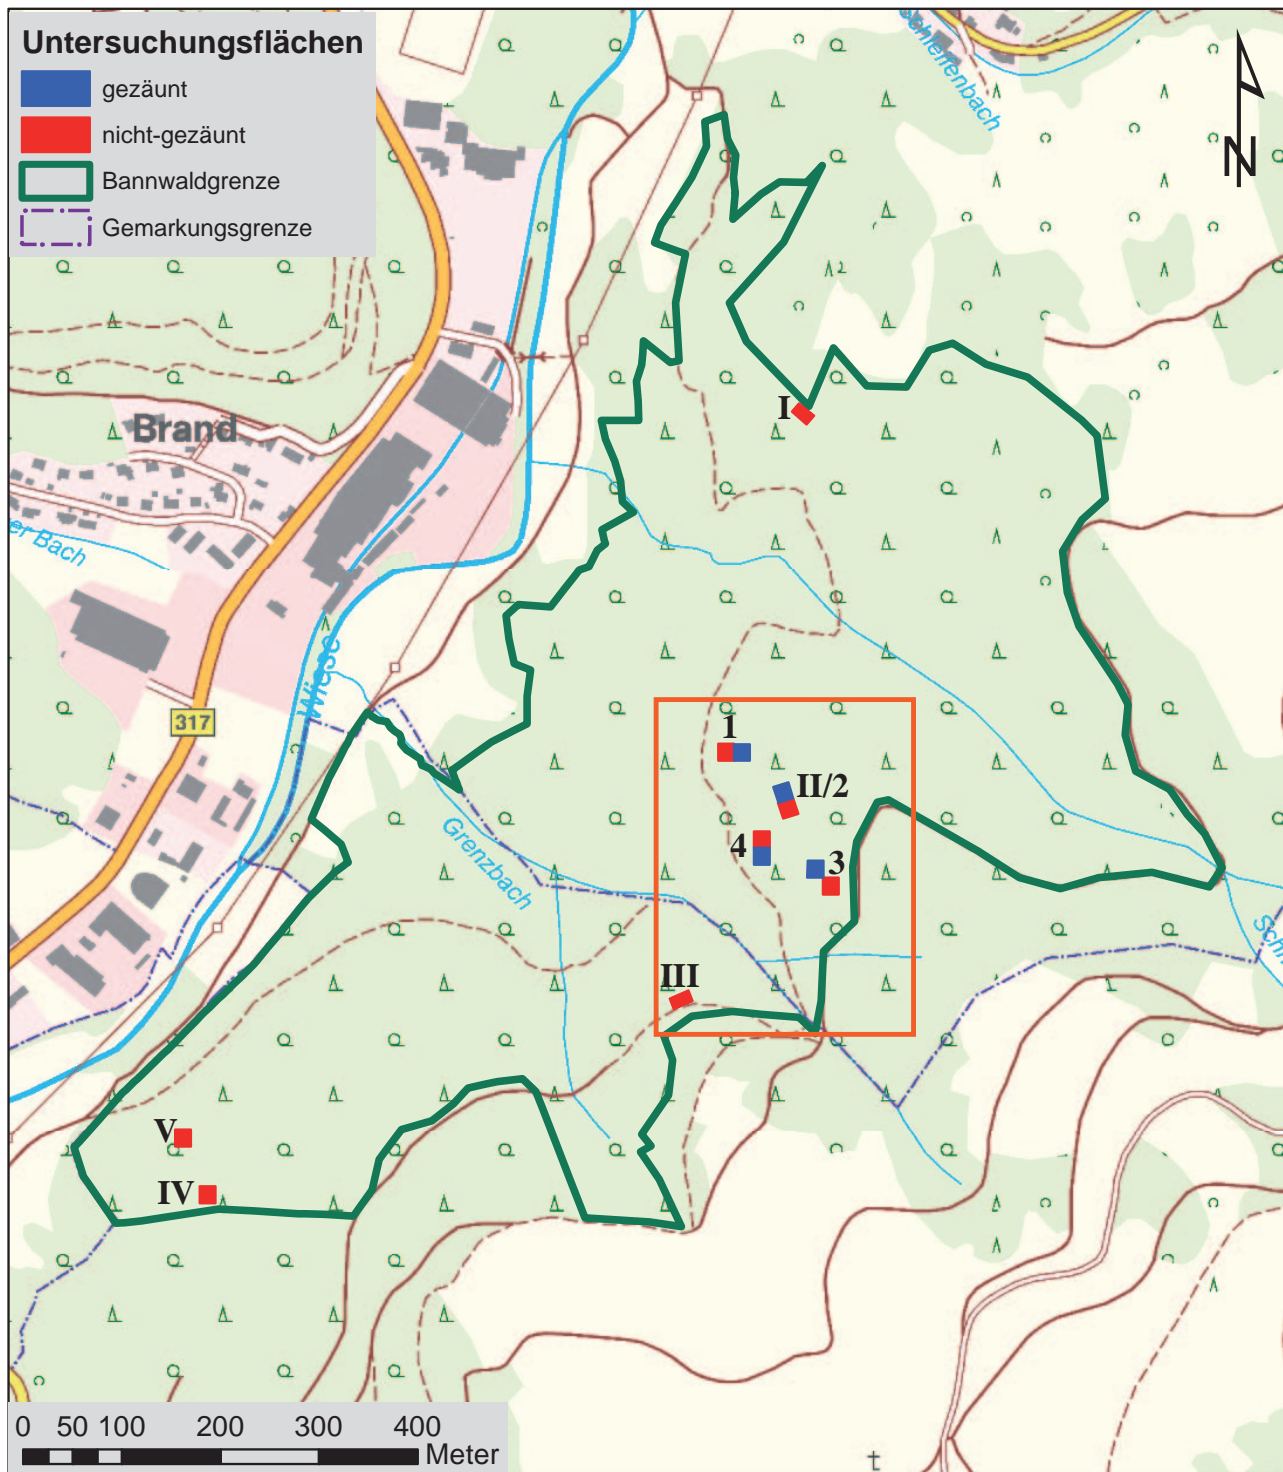 Untersuchungsflächen
gezäunt
nicht-gezäunt
Bannwaldgrenze
Gemarkungsgrenze
Schleifenbach
N
I
Brand
er Bach
Wiese
317
1
II/2
4
3
Grenzbach
III
V
IV
0 50 100 200 300 400
Meter
t